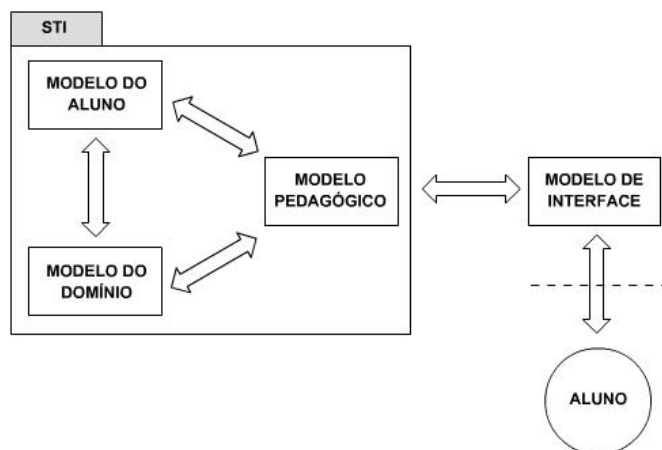 STI
MODELO DO
ALUNO
MODELO
PEDAGÓGICO
MODELO DE
INTERFACE
MODELO DO
DOMÍNIO
ALUNO